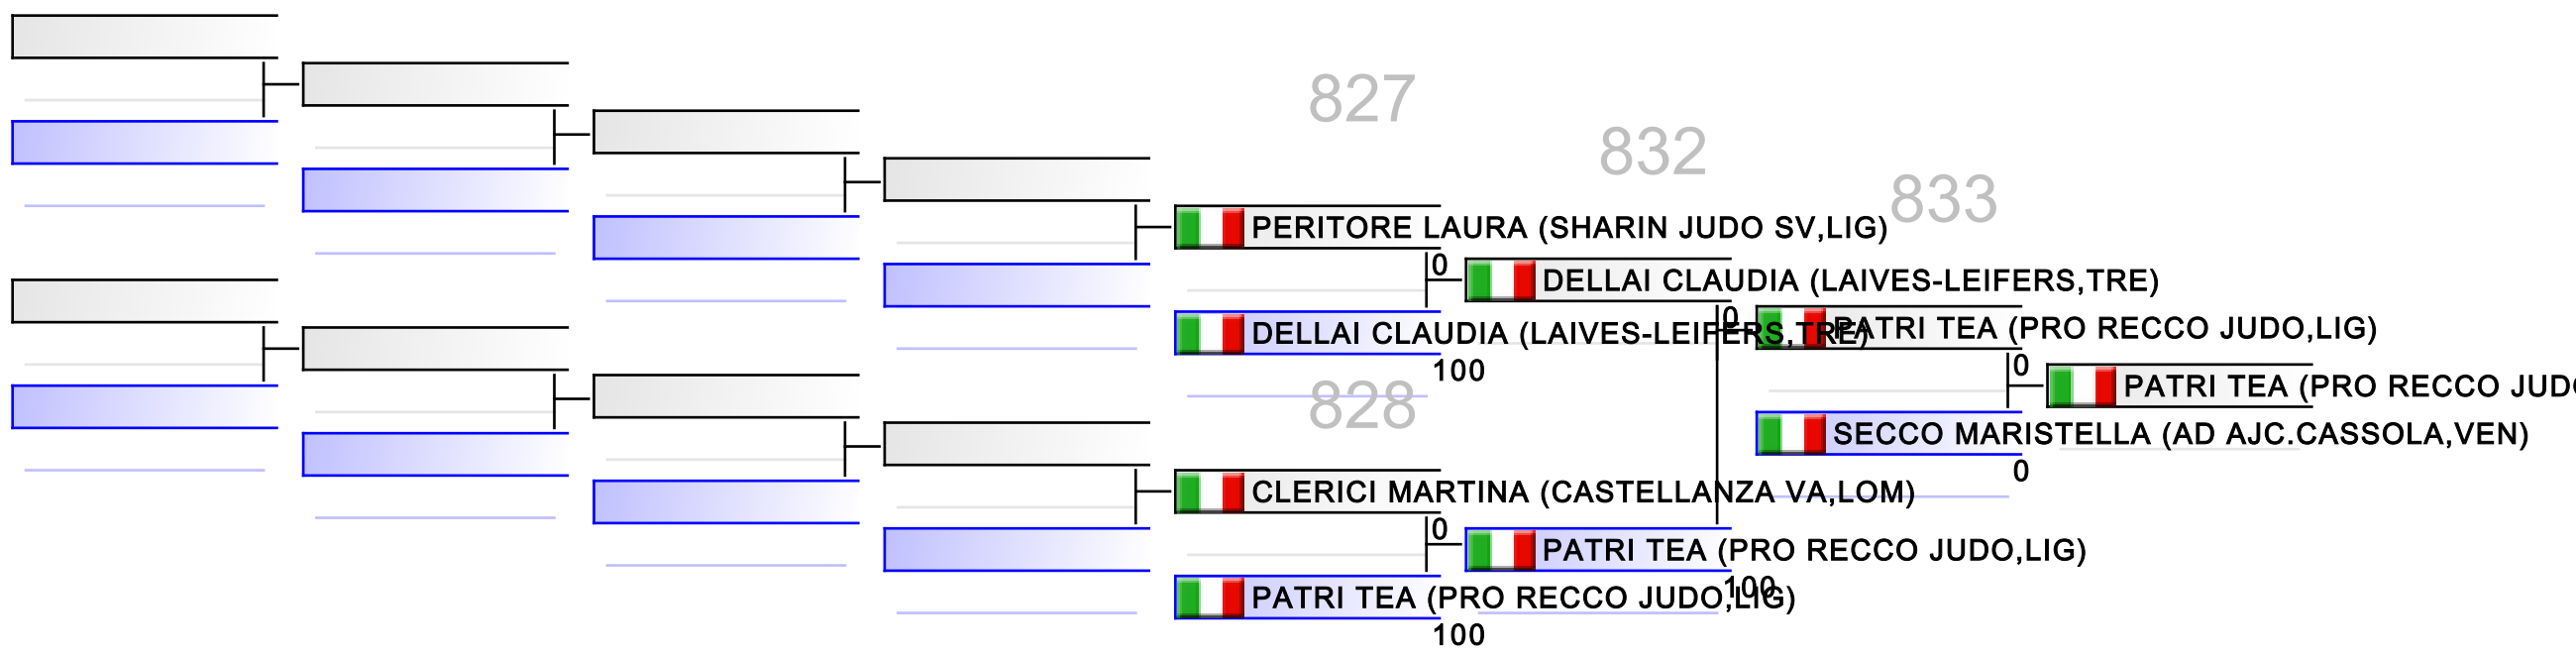 827
832
833
PERITORE LAURA (SHARIN JUDO SV,LIG)
0
DELLAI CLAUDIA (LAIVES-LEIFERS,TRE)
0
DELLAI CLAUDIA (LAIVES-LEIFERS,TRE)
PATRI TEA (PRO RECCO JUDO,LIG)
100
0
PATRI TEA (PRO RECCO JUDO
828
SECCO MARISTELLA (AD AJC.CASSOLA,VEN)
0
CLERICI MARTINA (CASTELLANZA VA,LOM)
0
PATRI TEA (PRO RECCO JUDO,LIG)
100
PATRI TEA (PRO RECCO JUDO,LIG)
100